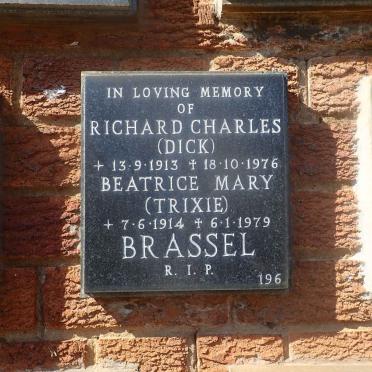 IN LOVING MEMORY
OF
RICHARD CHARLES
(DICK)
+ 13·9·1913 ✝ 18·10·1976
BEATRICE MARY
(TRIXIE)
+ 7·6·1914 ✝ 6·1·1979
BRASSEL
R. I. P.
196